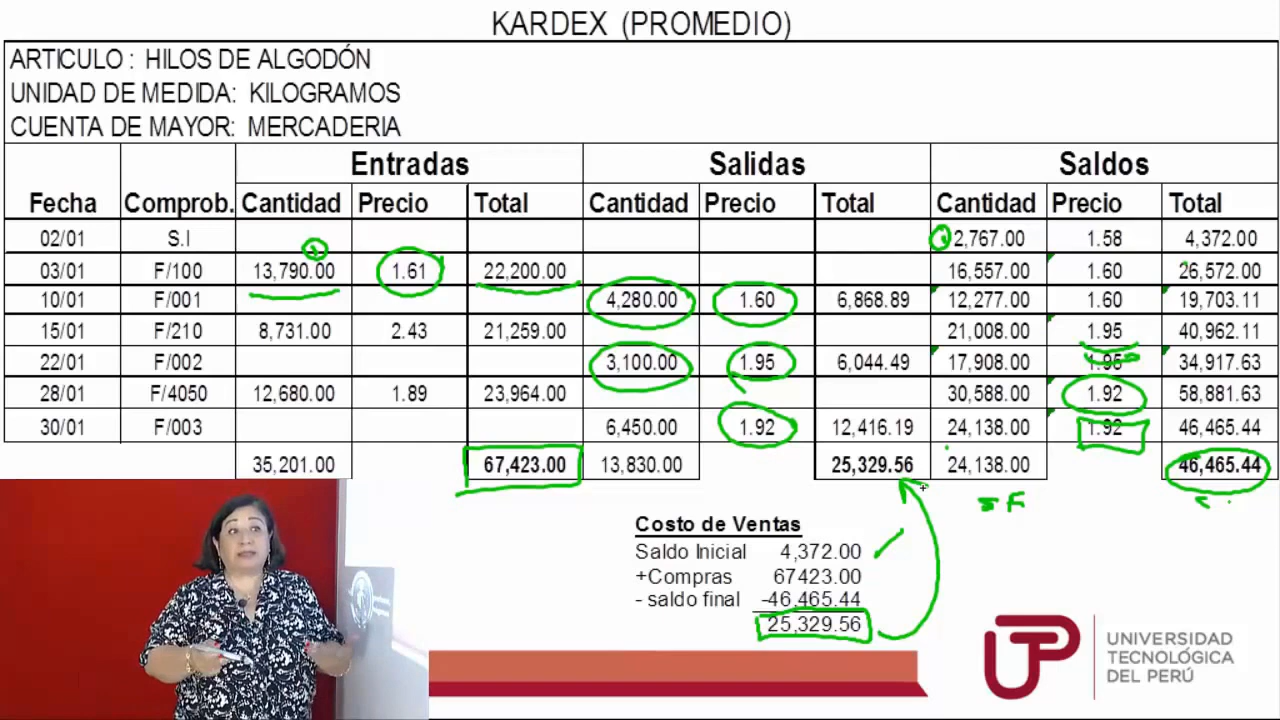 KARDEX (PROMEDIO)
ARTICULO : HILOS DE ALGODÓN
UNIDAD DE MEDIDA: KILOGRAMOS
CUENTA DE MAYOR: MERCADERIA
Entradas Salidas Saldos
Fecha Comprob. Cantidad Precio Total Cantidad Precio Total Cantidad Precio Total
02/01 S.I 2,767.00 1.58 4,372.00
03/01 F/100 13,790.00 1.61 22,200.00 16,557.00 1.60 26,572.00
10/01 F/001 4,280.00 1.60 6,868.89 12,277.00 1.60 19,703.11
15/01 F/210 8,731.00 2.43 21,259.00 21,008.00 1.95 40,962.11
22/01 F/002 3,100.00 1.95 6,044.49 17,908.00 1.95 34,917.63
28/01 F/4050 12,680.00 1.89 23,964.00 30,588.00 1.92 58,881.63
30/01 F/003 6,450.00 1.92 12,416.19 24,138.00 1.92 46,465.44
35,201.00 67,423.00 13,830.00 25,329.56 24,138.00 46,465.44
SF
Costo de Ventas
Saldo Inicial 4,372.00
+Compras 67423.00
- saldo final -46,465.44
25,329.56
UTP
UNIVERSIDAD
TECNOLÓGICA
DEL PERÚ